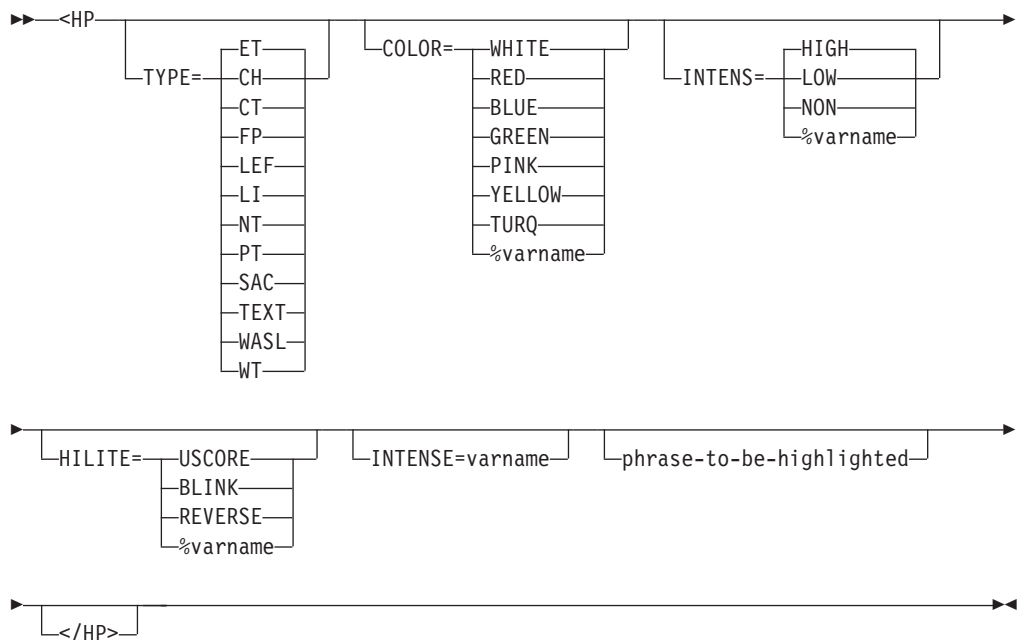 <HP
TYPE= ET
CH
CT
FP
LEF
LI
NT
PT
SAC
TEXT
WASL
WT
COLOR= WHITE
RED
BLUE
GREEN
PINK
YELLOW
TURQ
%varname
INTENS= HIGH
LOW
NON
%varname
HILITE= USCORE
BLINK
REVERSE
%varname
INTENSE=varname
phrase-to-be-highlighted
</HP>